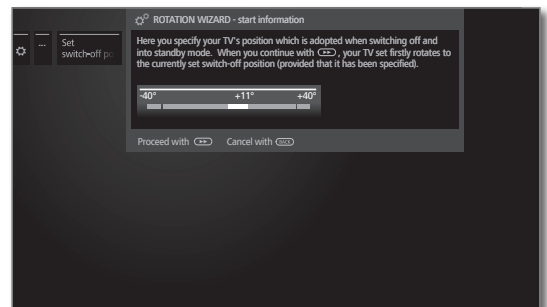 ROTATION WIZARD - start information
...
Set
switch-off po
Here you specify your TV's position which is adopted when switching off and
into standby mode. When you continue with ▶▶, your TV set firstly rotates to
the currently set switch-off position (provided that it has been specified).
-40° +11° +40°
Proceed with ▶▶ Cancel with BACK